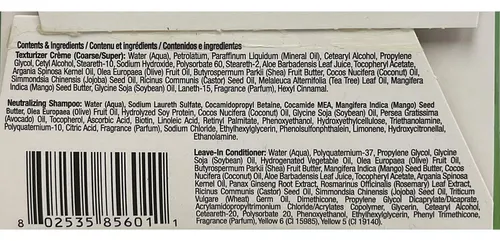 Contents & Ingredients / Contenu et ingrédients / Contenidos e ingredientes
Texturizer Crème (Coarse/Super): Water (Aqua), Petrolatum, Paraffinum Liquidum (Mineral Oil), Cetearyl Alcohol, Propylene
Glycol, Cetyl Alcohol, Steareth-10, Sodium Hydroxide, Polysorbate 60, Steareth-2, Aloe Barbadensis Leaf Juice, Tocopheryl Acetate,
Argania Spinosa Kernel Oil, Olea Europaea (Olive) Fruit Oil, Butyrospermum Parkii (Shea) Fruit Butter, Cocos Nucifera (Coconut) Oil,
Simmondsia Chinensis (Jojoba) Seed Oil, Ricinus Communis (Castor) Seed Oil, Melaleuca Alternifolia (Tea Tree) Leaf Oil, Mangifera
Indica (Mango) Seed Butter, Glycine Soja (Soybean) Oil, Laneth-15, Fragrance (Parfum), Hexyl Cinnamal.
Neutralizing Shampoo: Water (Aqua), Sodium Laureth Sulfate, Cocamidopropyl Betaine, Cocamide MEA, Mangifera Indica (Mango) Seed
Butter, Olea Europaea (Olive) Fruit Oil, Hydrolyzed Soy Protein, Cocos Nucifera (Coconut) Oil, Glycine Soja (Soybean) Oil, Persea Gratissima
(Avocado) Oil, Tocopherol, Ascorbic Acid, Biotin, Linoleic Acid, Retinyl Palmitate, Phenoxyethanol, Hydroxyethylcellulose, Triethanolamine,
Polyquaternium-10, Citric Acid, Fragrance (Parfum), Sodium Chloride, Ethylhexylglycerin, Phenolsulfonphthalein, Limonene, Hydroxycitronellal,
Ethanolamine.
Leave-In Conditioner: Water (Aqua), Polyquaternium-37, Propylene Glycol, Glycine
Soja (Soybean) Oil, Hydrogenated Vegetable Oil, Olea Europaea (Olive) Fruit Oil,
Butyrospermum Parkii (Shea) Fruit Butter, Mangifera Indica (Mango) Seed Butter, Cocos
Nucifera (Coconut) Oil, Aloe Barbadensis Leaf Juice, Tocopheryl Acetate, Argania Spinosa
Kernel Oil, Panax Ginseng Root Extract, Rosmarinus Officinalis (Rosemary) Leaf Extract,
Ricinus Communis (Castor) Seed Oil, Simmondsia Chinensis (Jojoba) Seed Oil, Triticum
Vulgare (Wheat) Germ Oil, Dimethicone, Propylene Glycol Dicaprylate/Dicaprate,
Acrylamidopropyltrimonium Chloride/Acrylates Copolymer, Glycerin, Cetearyl Alcohol,
Ceteareth-20, Polysorbate 20, Phenoxyethanol, Ethylhexylglycerin, Phenyl Trimethicone,
Fragrance (Parfum), Yellow 6 (CI 15985), Yellow 5 (CI 19140).
8 02535 85601 1